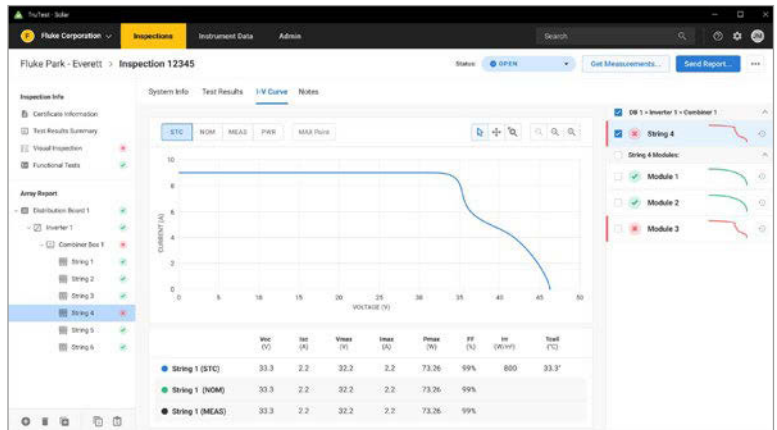 TruTest - Solar
F Fluke Corporation Inspections Instrument Data Admin Search JM
Fluke Park - Everett > Inspection 12345 Status: OPEN Get Measurements... Send Report...
System Info Test Results I-V Curve Notes
Inspection Info
Certificate Information
Test Results Summary
Visual Inspection
Functional Tests
Array Report
Distribution Board 1
Inverter 1
Combiner Box 1
String 1
String 2
String 3
String 4
String 5
String 6
STC NOM MEAS PWR MAX Point
CURRENT (A)
10
8
6
4
2
0
0 5 10 15 20 25 30 35 40 45 50
VOLTAGE (V)
Voc (V) Isc (A) Vmax (V) Imax (A) Pmax (W) FF (%) Irr (W/m²) Tcell (°C)
String 1 (STC) 33.3 2.2 32.2 2.2 73.26 99% 800 33.3°
String 1 (NOM) 33.3 2.2 32.2 2.2 73.26 99%
String 1 (MEAS) 33.3 2.2 32.2 2.2 73.26 99%
DB 1 > Inverter 1 > Combiner 1
String 4
String 4 Modules:
Module 1
Module 2
Module 3